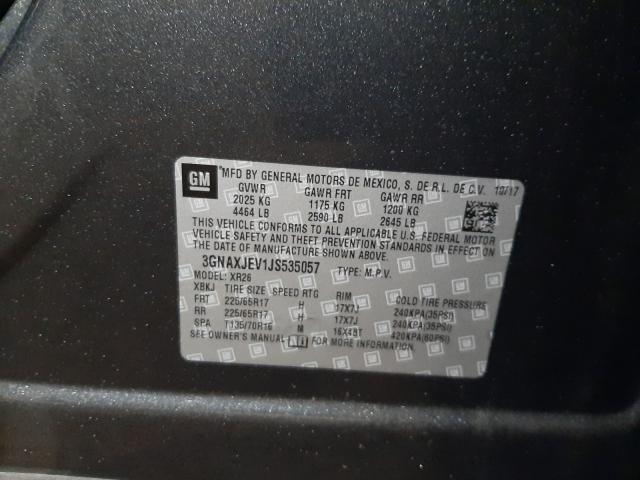 GM *MFD BY GENERAL MOTORS DE MEXICO, S. DE R.L. DE C.V. 10/17
GVWR GAWR FRT GAWR RR
2025 KG 1175 KG 1200 KG
4464 LB 2590 LB 2645 LB
THIS VEHICLE CONFORMS TO ALL APPLICABLE U.S. FEDERAL MOTOR
VEHICLE SAFETY AND THEFT PREVENTION STANDARDS IN EFFECT
ON THE DATE OF MANUFACTURE SHOWN ABOVE.
3GNAXJEV1JS535057 TYPE: M.P.V.
MODEL: XR26
XBKJ TIRE SIZE SPEED RTG RIM COLD TIRE PRESSURE
FRT 225/65R17 H 17X7J 240KPA(35PSI)
RR 225/65R17 H 17X7J 240KPA(35PSI)
SPA T135/70R16 M 16X4BT 420KPA(60PSI)
SEE OWNER'S MANUAL FOR MORE INFORMATION.